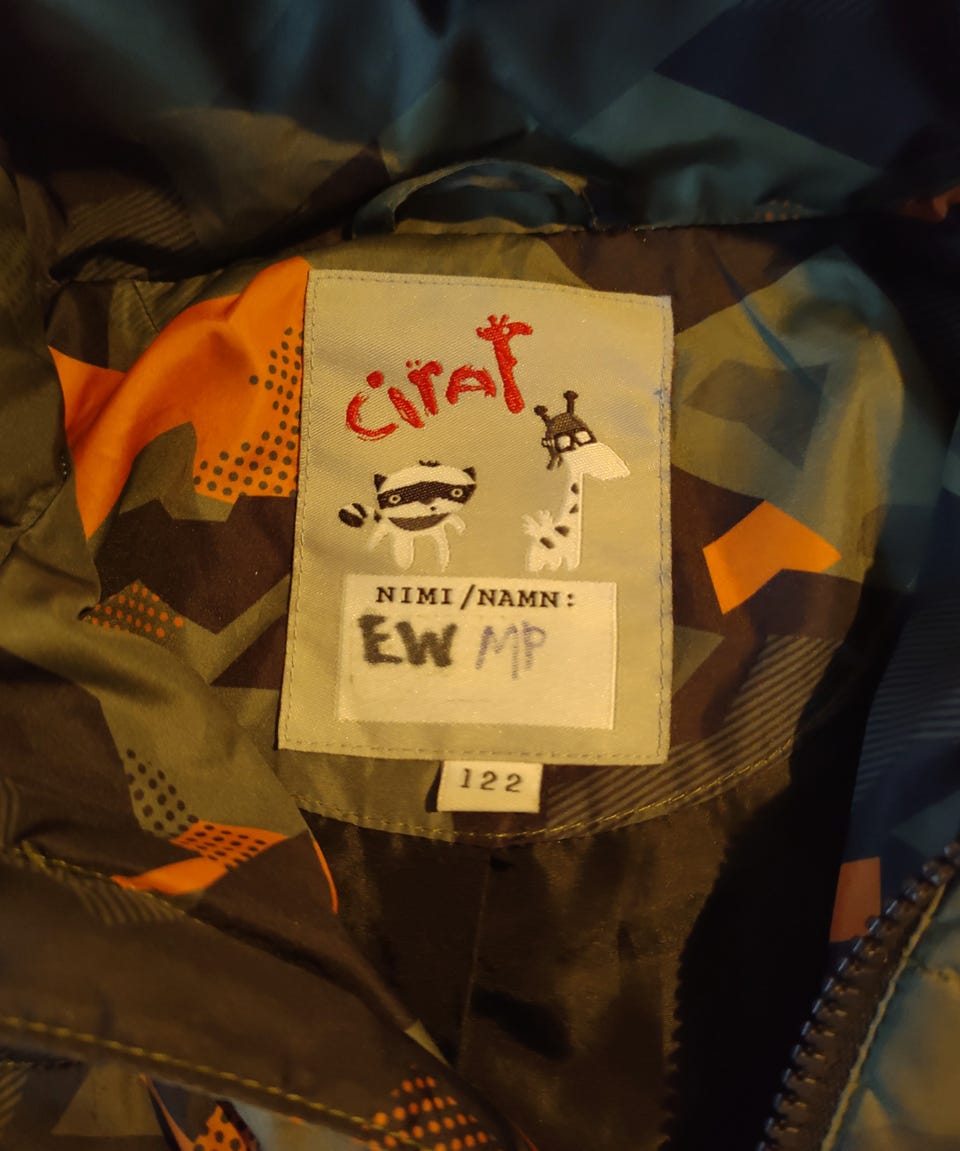 ciraf
NIMI/NAMN:
EW MP
122